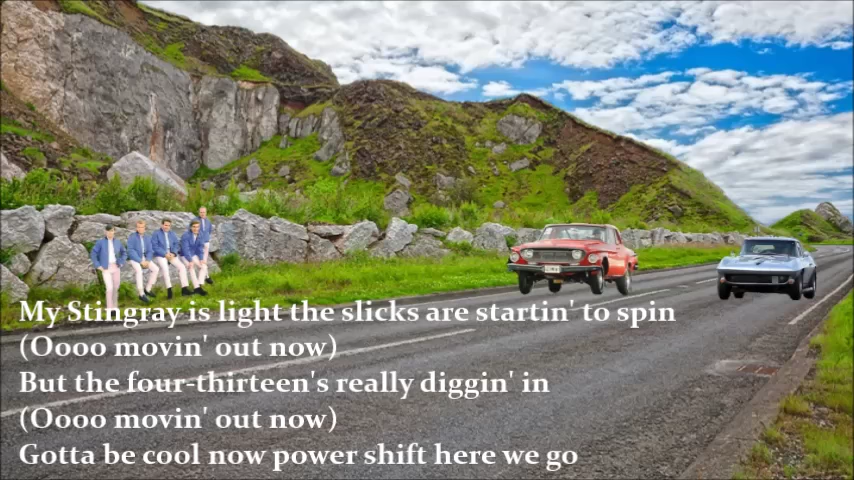 My Stingray is light the slicks are startin' to spin
(Oooo movin' out now)
But the four-thirteen's really diggin' in
(Oooo movin' out now)
Gotta be cool now power shift here we go